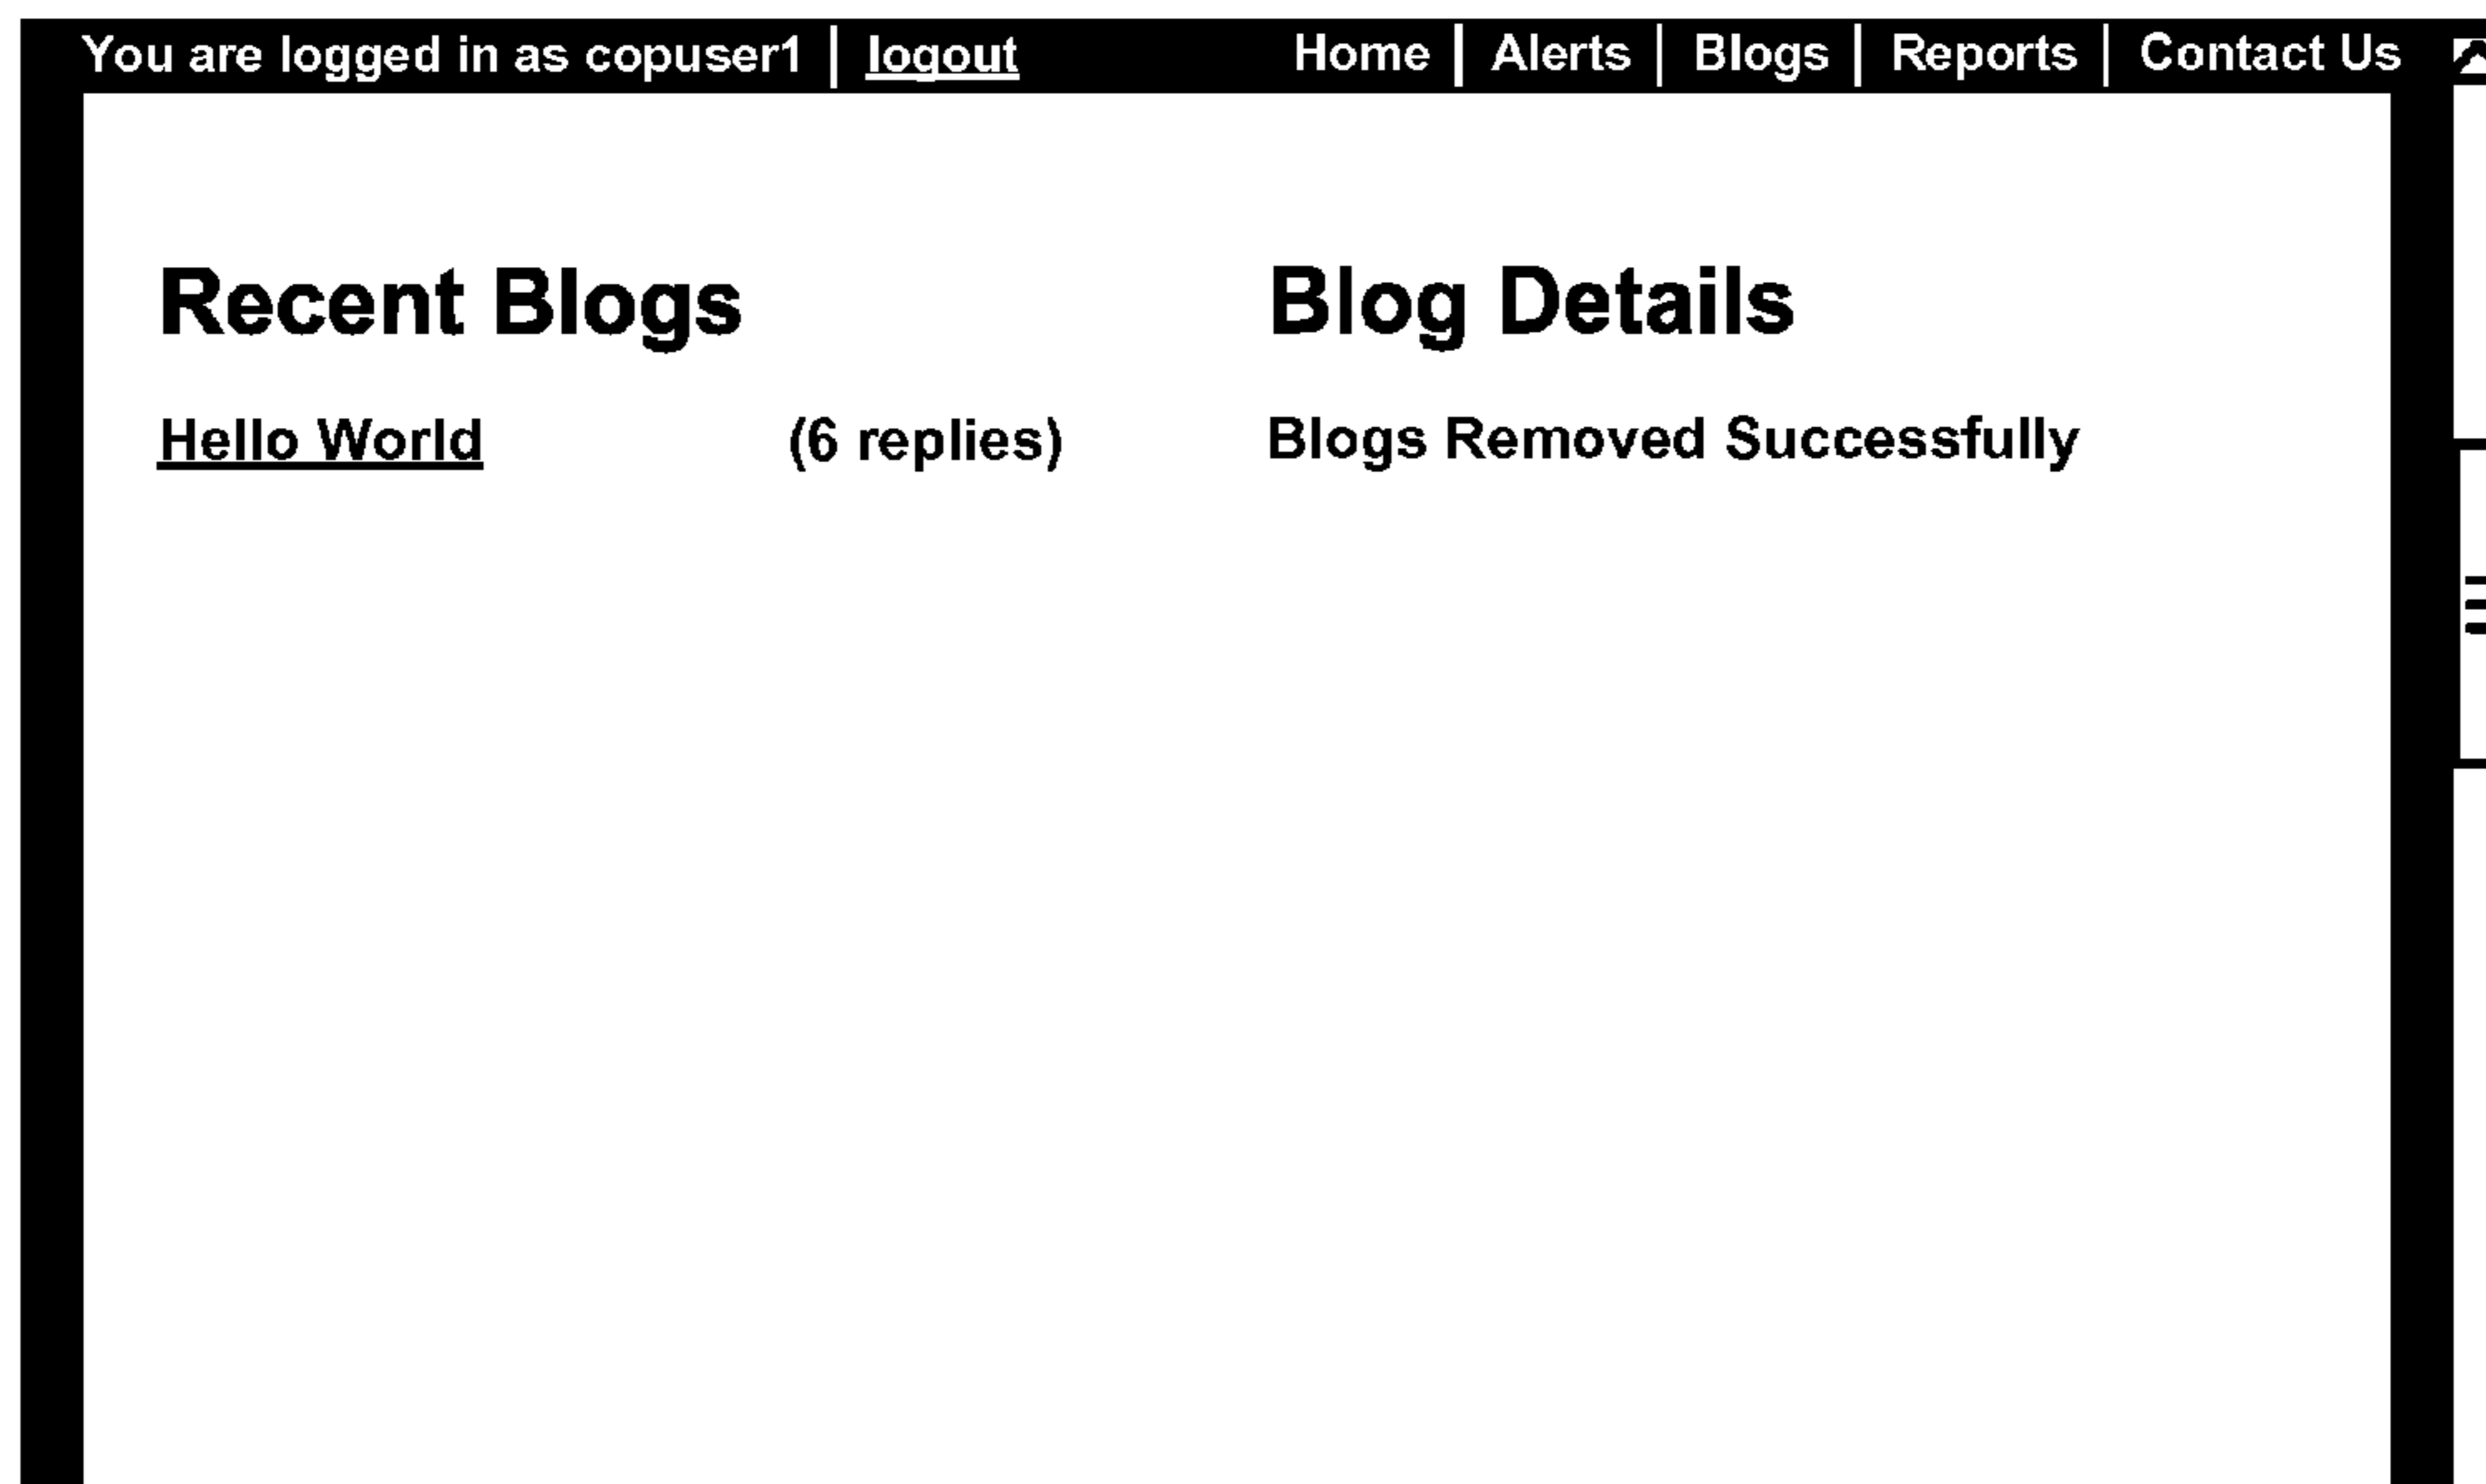 You are logged in as copuser1 | logout Home | Alerts | Blogs | Reports | Contact Us
Recent Blogs Blog Details
Hello World (6 replies) Blogs Removed Successfully